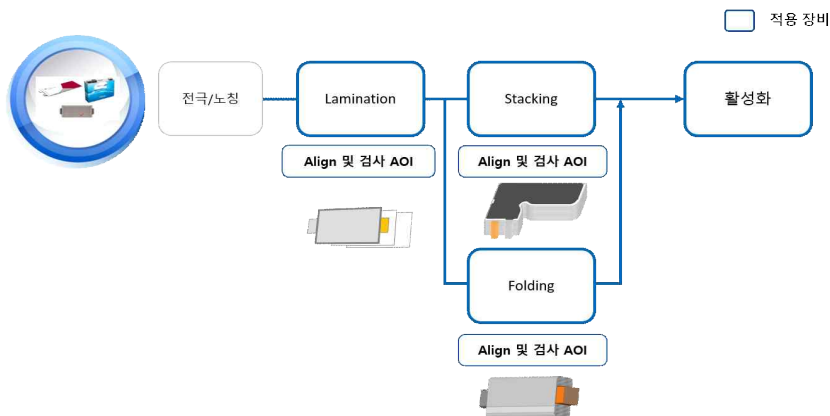 적용 장비
전극/노칭
Lamination
Stacking
활성화
Align 및 검사 AOI
Align 및 검사 AOI
Folding
Align 및 검사 AOI